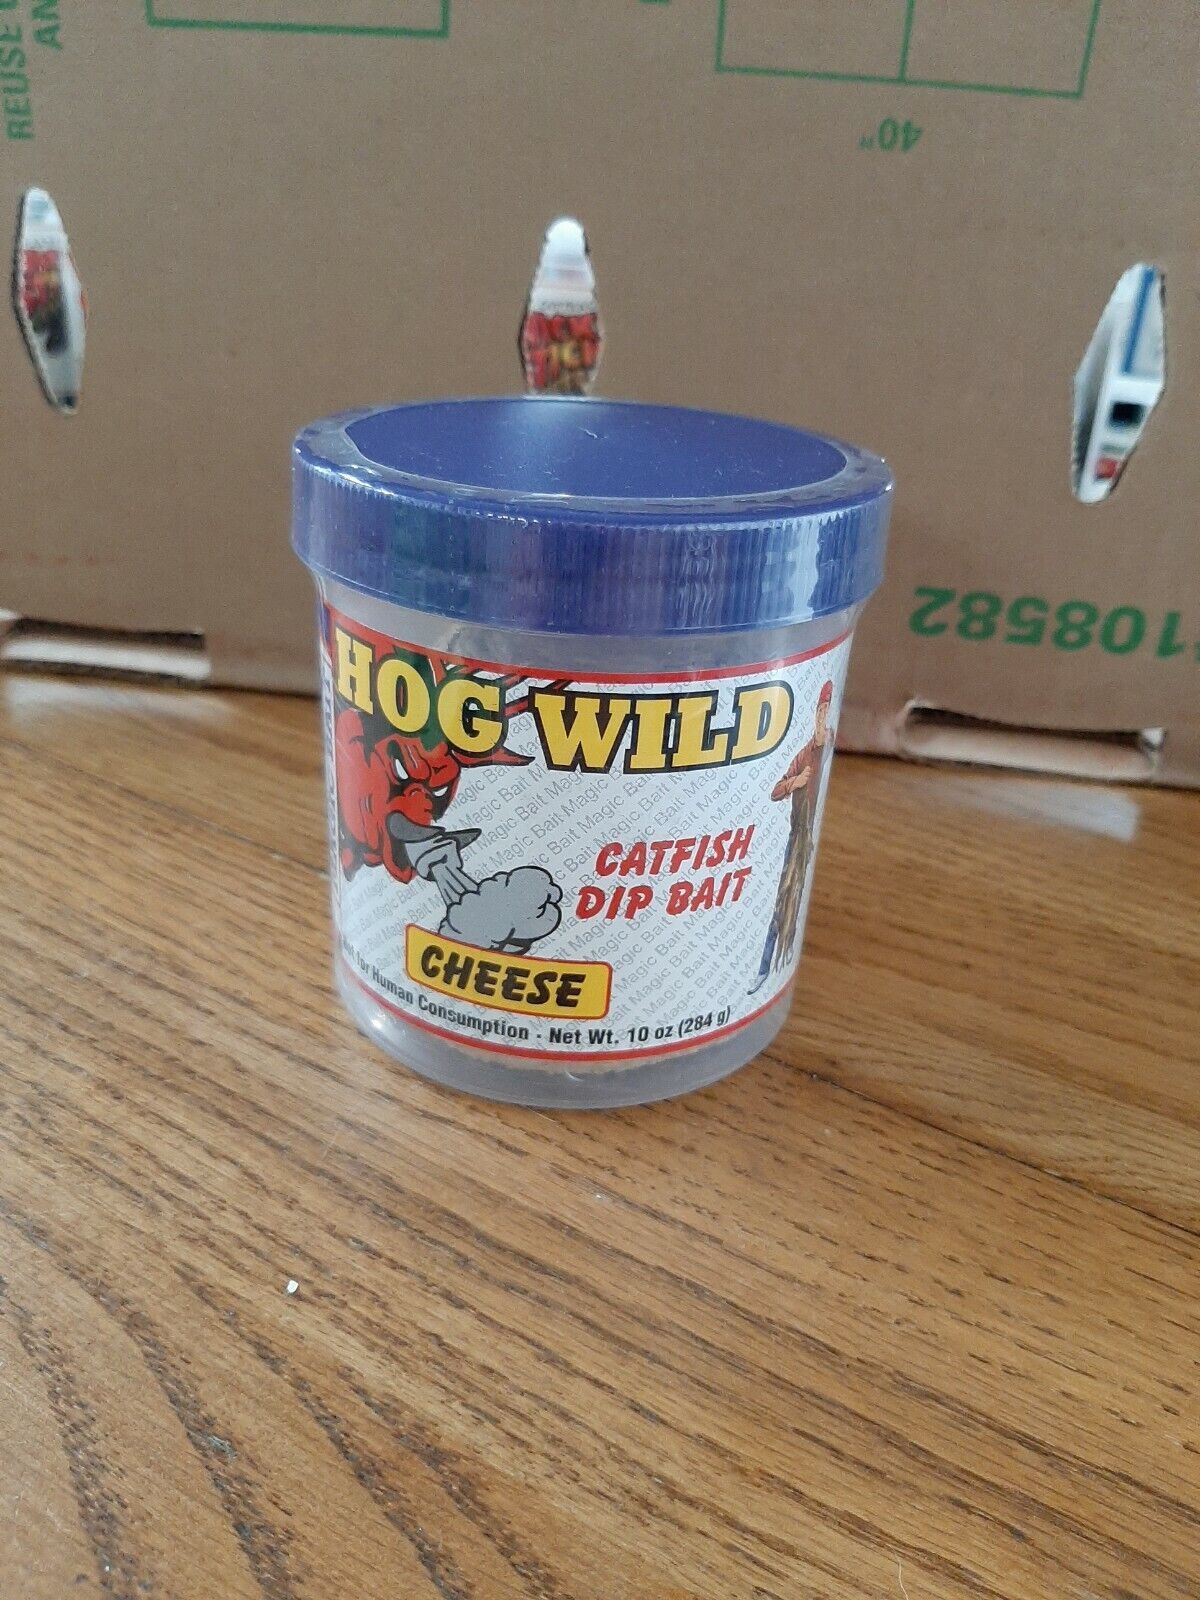 REUSE
AN
40"
108582
HOG WILD
CATFISH
DIP BAIT
CHEESE
for Human Consumption · Net Wt. 10 oz (284 g)
Magic Bait Magic Bait Magic Bait